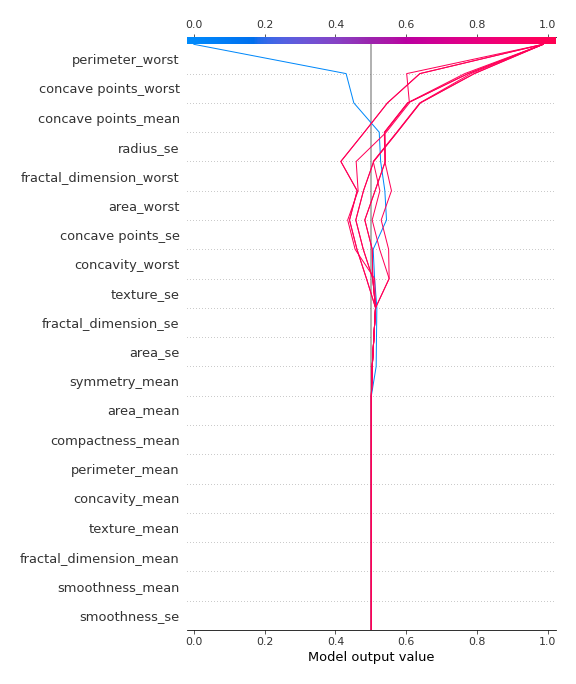 0.0 0.2 0.4 0.6 0.8 1.0
perimeter_worst
concave points_worst
concave points_mean
radius_se
fractal_dimension_worst
area_worst
concave points_se
concavity_worst
texture_se
fractal_dimension_se
area_se
symmetry_mean
area_mean
compactness_mean
perimeter_mean
concavity_mean
texture_mean
fractal_dimension_mean
smoothness_mean
smoothness_se
0.0 0.2 0.4 0.6 0.8 1.0
Model output value